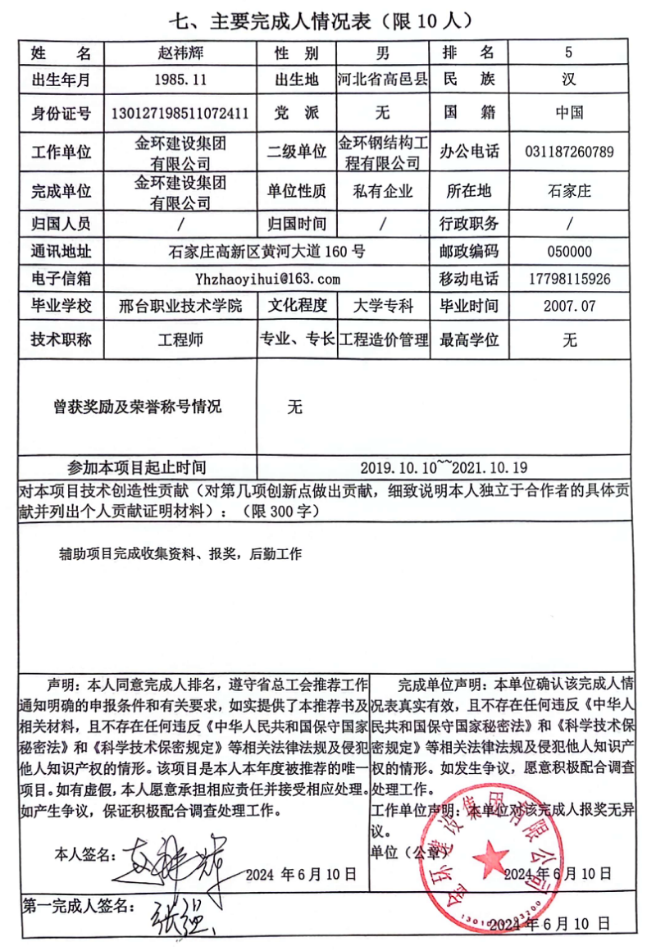 七、主要完成人情况表（限10人）
姓 名 赵祎辉 性 别 男 排 名 5
出生年月 1985.11 出生地 河北省高邑县 民 族 汉
身份证号 130127198511072411 党 派 无 国 籍 中国
工作单位 金环建设集团有限公司 二级单位 金环钢结构工程有限公司 办公电话 031187260789
完成单位 金环建设集团有限公司 单位性质 私有企业 所在地 石家庄
归国人员 / 归国时间 / 行政职务 /
通讯地址 石家庄高新区黄河大道160号 邮政编码 050000
电子信箱 Yhzhaoyihui@163.com 移动电话 17798115926
毕业学校 邢台职业技术学院 文化程度 大学专科 毕业时间 2007.07
技术职称 工程师 专业、专长 工程造价管理 最高学位 无
曾获奖励及荣誉称号情况 无
参加本项目起止时间 2019.10.10~~2021.10.19
对本项目技术创造性贡献（对第几项创新点做出贡献，细致说明本人独立于合作者的具体贡
献并列出个人贡献证明材料）：（限300字）
辅助项目完成收集资料、报奖，后勤工作
声明：本人同意完成人排名，遵守省总工会推荐工作
通知明确的申报条件和有关要求，如实提供了本推荐书及
相关材料，且不存在任何违反《中华人民共和国保守国家
秘密法》和《科学技术保密规定》等相关法律法规及侵犯
他人知识产权的情形。该项目是本人本年度被推荐的唯一
项目。如有虚假，本人愿意承担相应责任并接受相应处理。
如产生争议，保证积极配合调查处理工作。
本人签名：赵祎辉
2024 年6月10日
完成单位声明：本单位确认该完成人情
况表真实有效，且不存在任何违反《中华人
民共和国保守国家秘密法》和《科学技术保
密规定》等相关法律法规及侵犯他人知识产
权的情形。如发生争议，愿意积极配合调查
处理工作。
工作单位声明：本单位对该完成人报奖无异
议。
单位（公章）
2024年6月10日
金环建设集团有限公司
第一完成人签名：张强
2024年6月10日